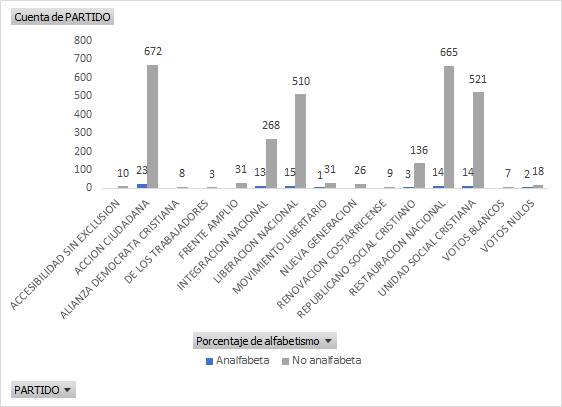 Cuenta de PARTIDO
800
700
600
500
400
300
200
100
0
10
23 672
8
3
31
13 268
15 510
1 31
26
9
3 136
14 665
14 521
7
2 18
ACCESIBILIDAD SIN EXCLUSION
ACCION CIUDADANA
ALIANZA DEMOCRATA CRISTIANA
DE LOS TRABAJADORES
FRENTE AMPLIO
INTEGRACION NACIONAL
LIBERACION NACIONAL
MOVIMIENTO LIBERTARIO
NUEVA GENERACION
RENOVACION COSTARRICENSE
REPUBLICANO SOCIAL CRISTIANO
RESTAURACION NACIONAL
UNIDAD SOCIAL CRISTIANA
VOTOS BLANCOS
VOTOS NULOS
Porcentaje de alfabetismo
Analfabeta No analfabeta
PARTIDO